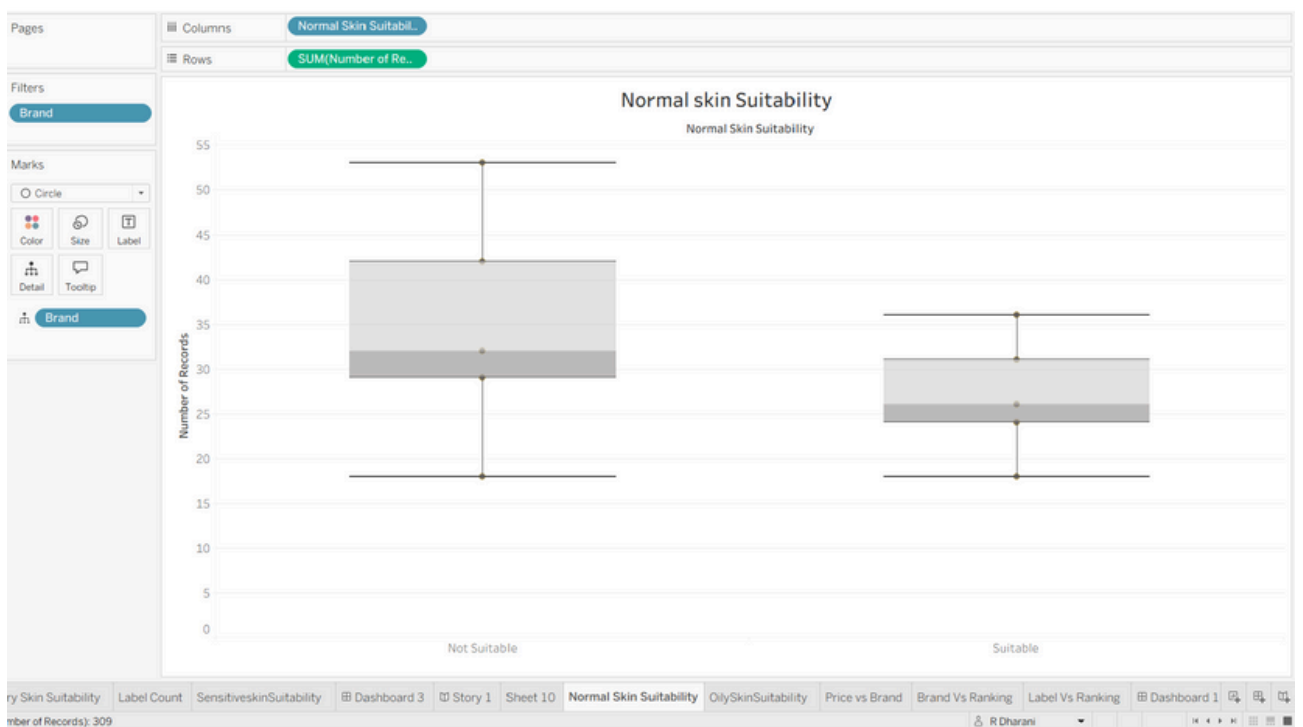 Pages
Columns
Normal Skin Suitabil..
Rows
SUM(Number of Re..
Filters
Brand
Marks
Circle
Color
Size
Label
Detail
Tooltip
Brand
Normal skin Suitability
Normal Skin Suitability
Number of Records
55
50
45
40
35
30
25
20
15
10
5
0
Not Suitable
Suitable
ry Skin Suitability
Label Count
SensitiveskinSuitability
Dashboard 3
Story 1
Sheet 10
Normal Skin Suitability
OilySkinSuitability
Price vs Brand
Brand Vs Ranking
Label Vs Ranking
Dashboard 1
mber of Records): 309
R Dharani